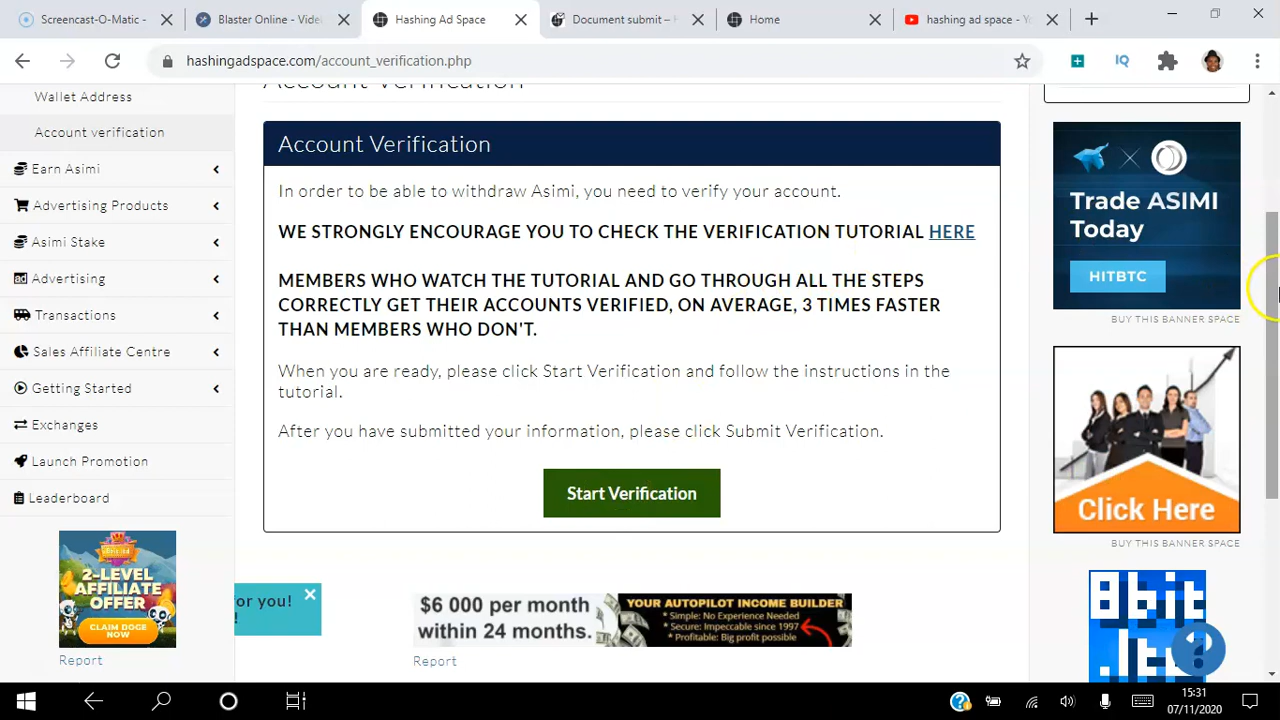 Screencast-O-Matic -
Blaster Online - Vide
Hashing Ad Space
Document submit –
Home
hashing ad space - Y
hashingadspace.com/account_verification.php
IQ
Wallet Address
Account verification
Earn Asimi
Advertising Products
Asimi Stake
Advertising
Transactions
Sales Affiliate Centre
Getting Started
Exchanges
Launch Promotion
Leaderboard
2-LEVEL
AFFILIATE
OFFER
CLAIM DOGE
NOW
Report
Account Verification
Account Verification
In order to be able to withdraw Asimi, you need to verify your account.
WE STRONGLY ENCOURAGE YOU TO CHECK THE VERIFICATION TUTORIAL HERE
MEMBERS WHO WATCH THE TUTORIAL AND GO THROUGH ALL THE STEPS
CORRECTLY GET THEIR ACCOUNTS VERIFIED, ON AVERAGE, 3 TIMES FASTER
THAN MEMBERS WHO DON'T.
When you are ready, please click Start Verification and follow the instructions in the
tutorial.
After you have submitted your information, please click Submit Verification.
Start Verification
or you!
$6 000 per month
within 24 months.
YOUR AUTOPILOT INCOME BUILDER
* Simple: No Experience Needed
* Secure: Impeccable since 1997
* Profitable: Big profit possible
Report
Trade ASIMI
Today
HITBTC
BUY THIS BANNER SPACE
Click Here
BUY THIS BANNER SPACE
8bit
?
15:31
07/11/2020